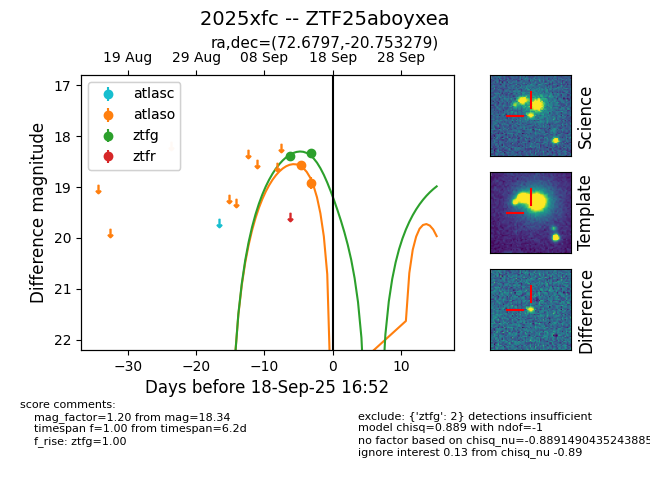 2025xfc -- ZTF25aboyxea
ra,dec=(72.6797,-20.753279)
19 Aug 29 Aug 08 Sep 18 Sep 28 Sep
17
18
19
20
21
22
Difference magnitude
atlasc
atlaso
ztfg
ztfr
−30 −20 −10 0 10
Days before 18-Sep-25 16:52
Science
Template
Difference
score comments:
mag_factor=1.20 from mag=18.34
timespan f=1.00 from timespan=6.2d
f_rise: ztfg=1.00
exclude: {'ztfg': 2} detections insufficient
model chisq=0.889 with ndof=-1
no factor based on chisq_nu=-0.8891490435243885
ignore interest 0.13 from chisq_nu -0.89